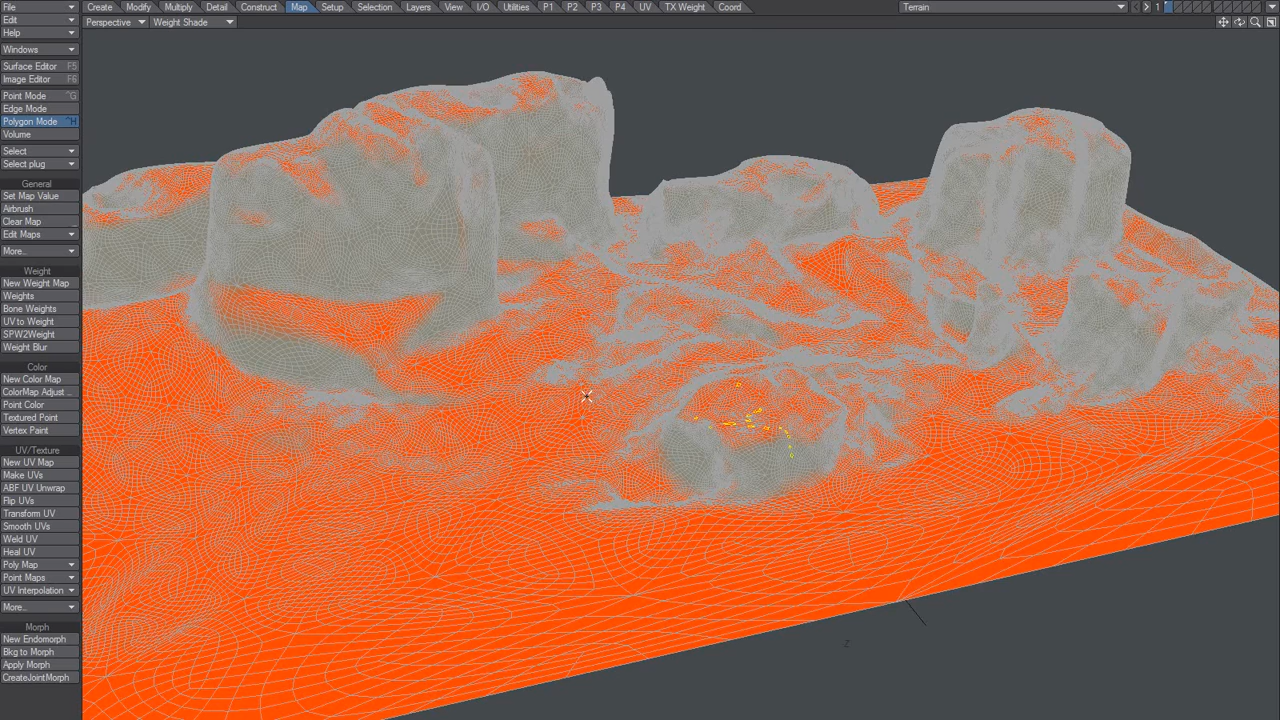 File Create Modify Multiply Detail Construct Map Setup Selection Layers View I/O Utilities P1 P2 P3 P4 UV TX Weight Coord Terrain 1
Edit Perspective Weight Shade
Help
Windows
Surface Editor F5
Image Editor F6
Point Mode ^G
Edge Mode
Polygon Mode ^H
Volume
Select
Select plug
General
Set Map Value
Airbrush
Clear Map
Edit Maps
More...
Weight
New Weight Map
Weights
Bone Weights
UV to Weight
SPW2Weight
Weight Blur
Color
New Color Map
ColorMap Adjust ...
Point Color
Textured Point
Vertex Paint
UV/Texture
New UV Map
Make UVs
ABF UV Unwrap
Flip UVs
Transform UV
Smooth UVs
Weld UV
Heal UV
Poly Map
Point Maps
UV Interpolation
More...
Morph
New Endomorph
Bkg to Morph
Apply Morph
CreateJointMorph
Z